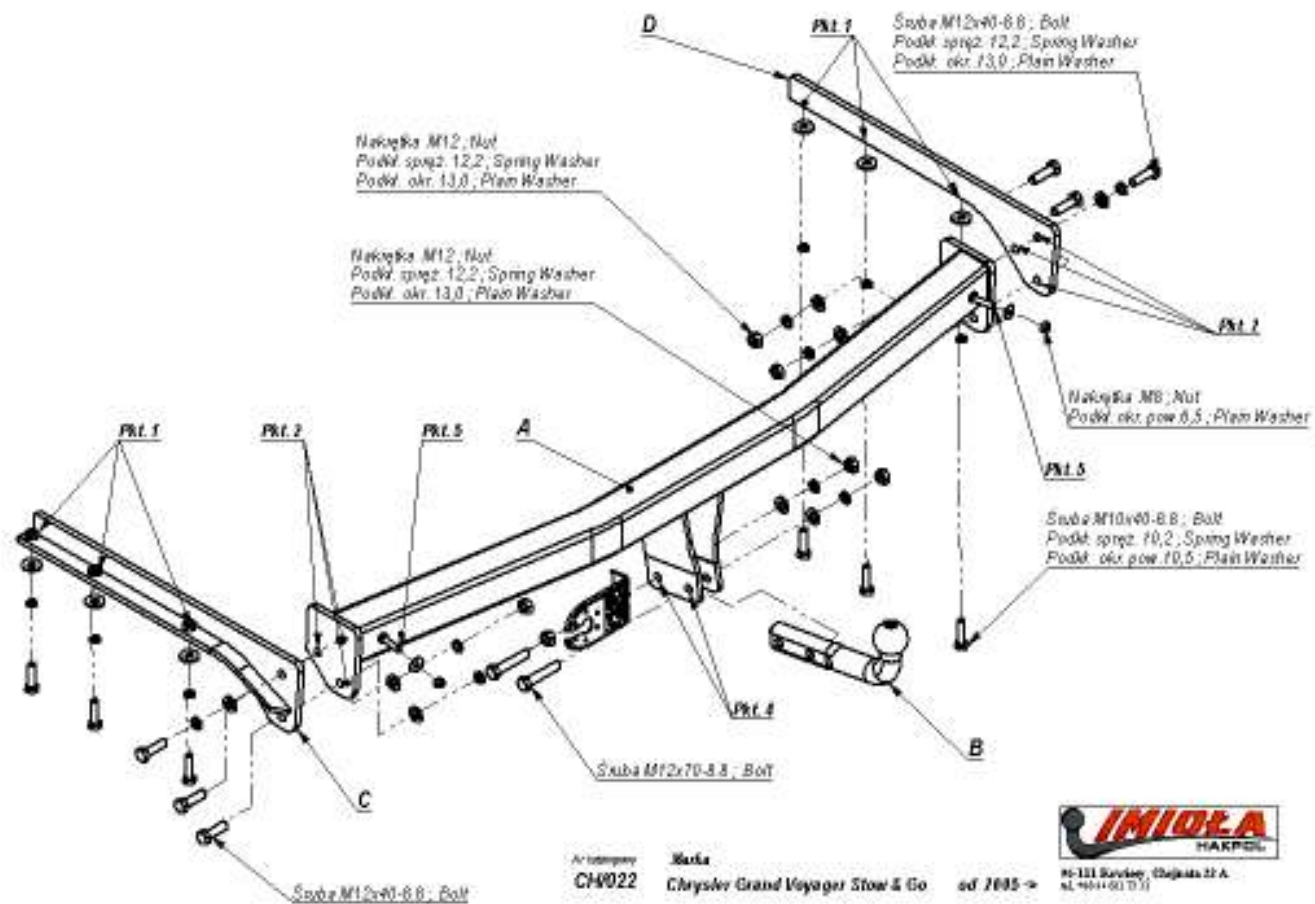 D
Pkt. 1
Śruba M12x40-8.8 ; Bolt
Podkł. spręż. 12,2 ; Spring Washer
Podkł. okr. 13,0 ; Plain Washer
Nakrętka M12 ; Nut
Podkł. spręż. 12,2 ; Spring Washer
Podkł. okr. 13,0 ; Plain Washer
Nakrętka M12 ; Nut
Podkł. spręż. 12,2 ; Spring Washer
Podkł. okr. 13,0 ; Plain Washer
Pkt. 2
Nakrętka M8 ; Nut
Podkł. okr. pow. 8,5 ; Plain Washer
Pkt. 1
Pkt. 2
Pkt. 5
A
Pkt. 5
Śruba M10x40-8.8 ; Bolt
Podkł. spręż. 10,2 ; Spring Washer
Podkł. okr. pow. 10,5 ; Plain Washer
Pkt. 4
B
Śruba M12x70-8.8 ; Bolt
C
Śruba M12x40-8.8 ; Bolt
Nr katalogowy
Marka
CH/022
Chrysler Grand Voyager Stow & Go
od 2005->
IMIOŁA
HAKPOL